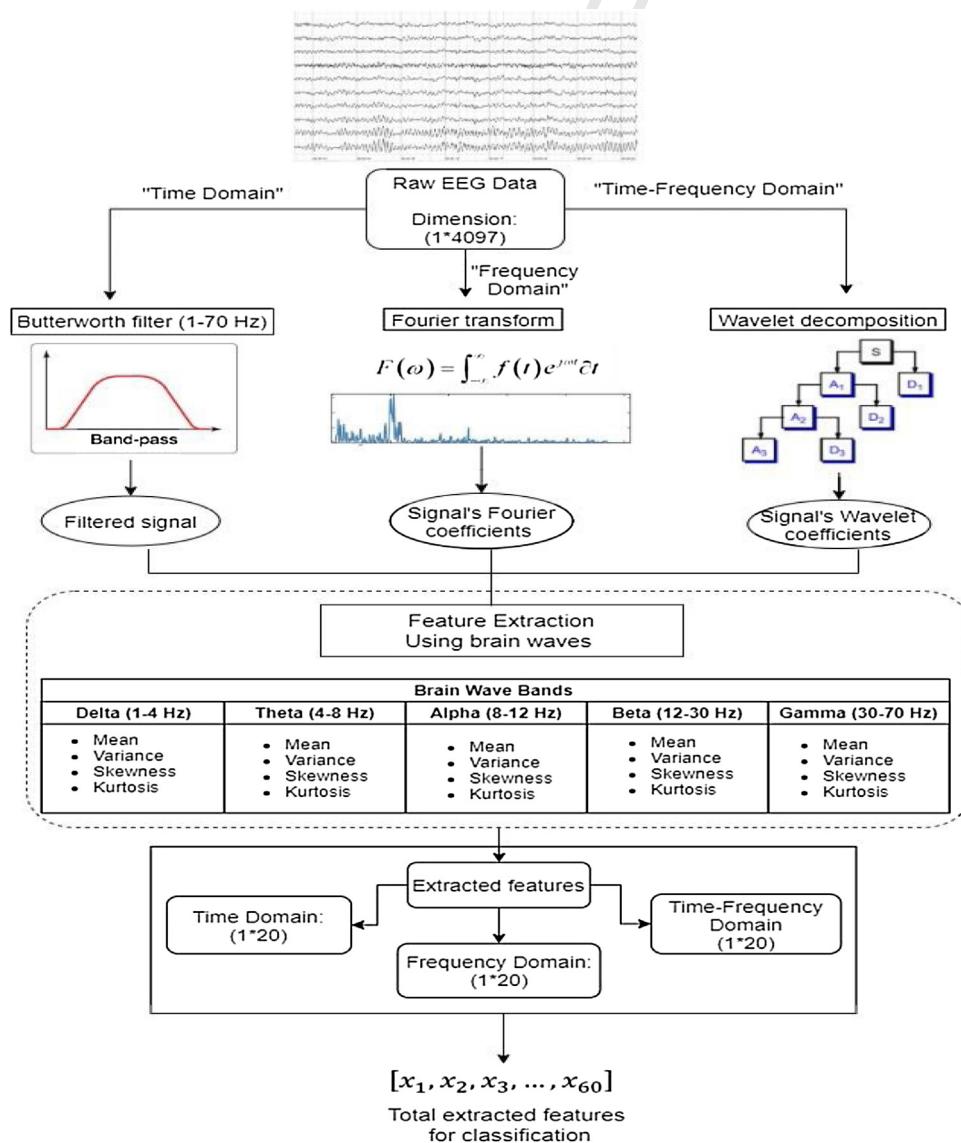 Raw EEG Data
Dimension:
(1*4097)
"Time Domain"
"Time-Frequency Domain"
"Frequency
Domain"
Butterworth filter (1-70 Hz)
Fourier transform
Wavelet decomposition
Band-pass
F(ω) = ∫_{-∞}^{∞} f(t)e^{jωt}∂t
S
A₁
D₁
A₂
D₂
A₃
D₃
Filtered signal
Signal's Fourier
coefficients
Signal's Wavelet
coefficients
Feature Extraction
Using brain waves
Brain Wave Bands
Delta (1-4 Hz)
Theta (4-8 Hz)
Alpha (8-12 Hz)
Beta (12-30 Hz)
Gamma (30-70 Hz)
• Mean
• Variance
• Skewness
• Kurtosis
• Mean
• Variance
• Skewness
• Kurtosis
• Mean
• Variance
• Skewness
• Kurtosis
• Mean
• Variance
• Skewness
• Kurtosis
• Mean
• Variance
• Skewness
• Kurtosis
Extracted features
Time Domain:
(1*20)
Frequency Domain:
(1*20)
Time-Frequency
Domain
(1*20)
[x₁, x₂, x₃, ..., x₆₀]
Total extracted features
for classification